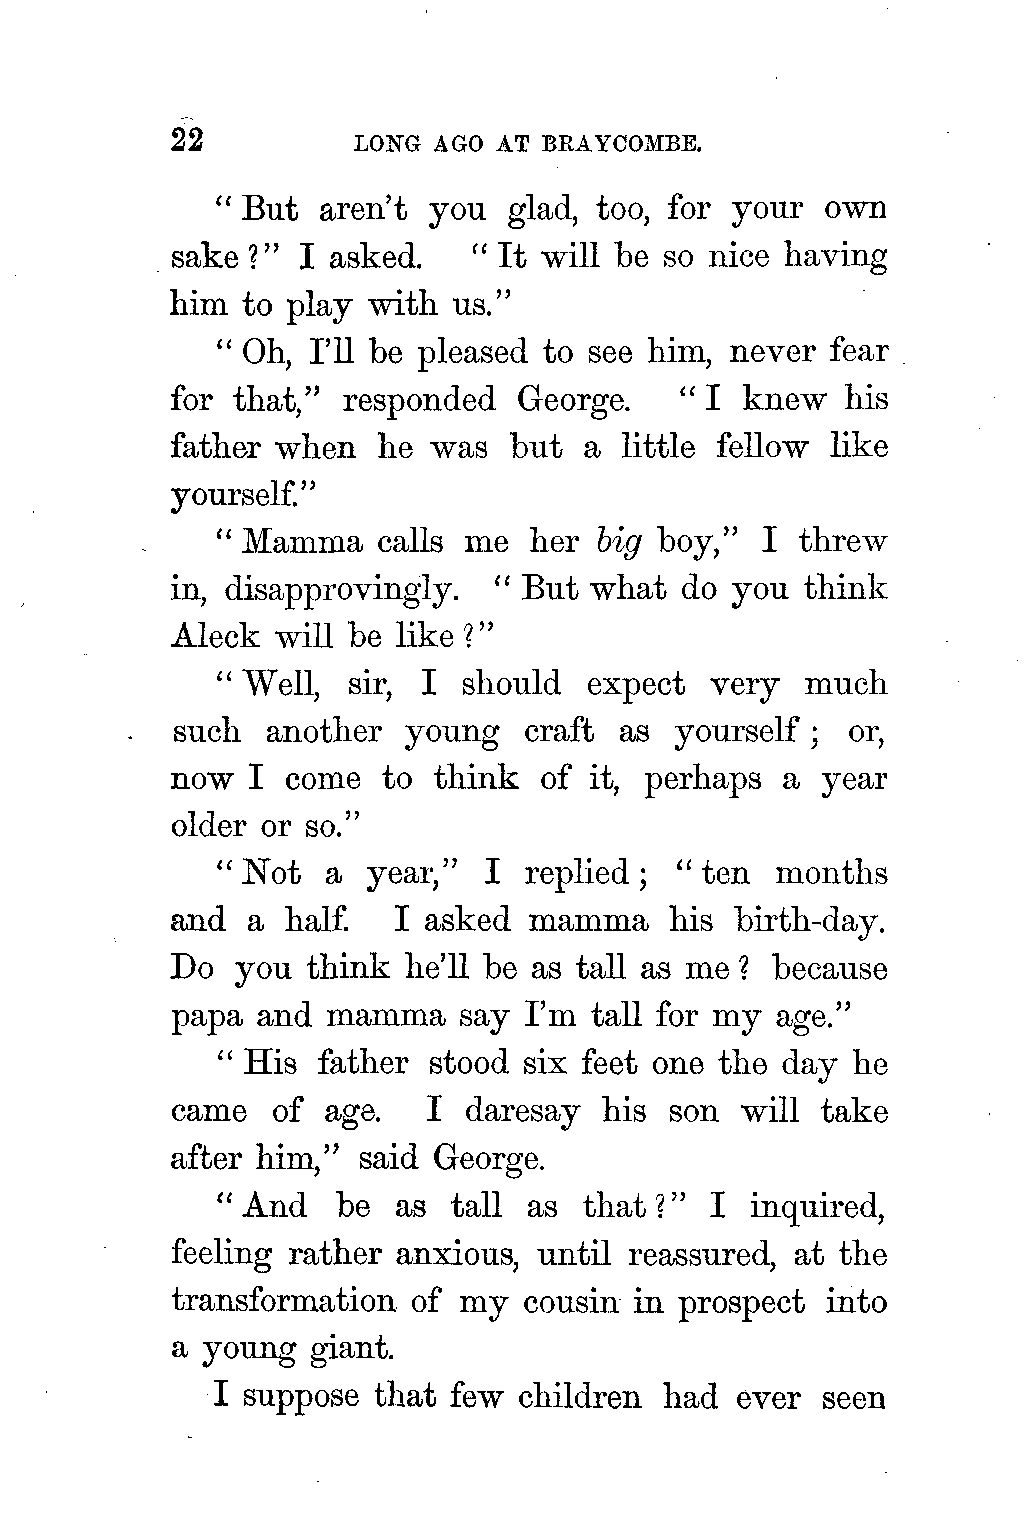 22 LONG AGO AT BRAYCOMBE.
“ But aren’t you glad, too, for your own
sake ?” I asked. “ It will be so nice having
him to play with us.”
“ Oh, I’ll be pleased to see him, never fear
for that,” responded George. “ I knew his
father when he was but a little fellow like
yourself.”
“ Mamma calls me her big boy,” I threw
in, disapprovingly. “ But what do you think
Aleck will be like ?”
“ Well, sir, I should expect very much
such another young craft as yourself ; or,
now I come to think of it, perhaps a year
older or so.”
“ Not a year,” I replied ; “ ten months
and a half. I asked mamma his birth-day.
Do you think he’ll be as tall as me ? because
papa and mamma say I’m tall for my age.”
“ His father stood six feet one the day he
came of age. I daresay his son will take
after him,” said George.
“ And be as tall as that ?” I inquired,
feeling rather anxious, until reassured, at the
transformation of my cousin in prospect into
a young giant.
I suppose that few children had ever seen